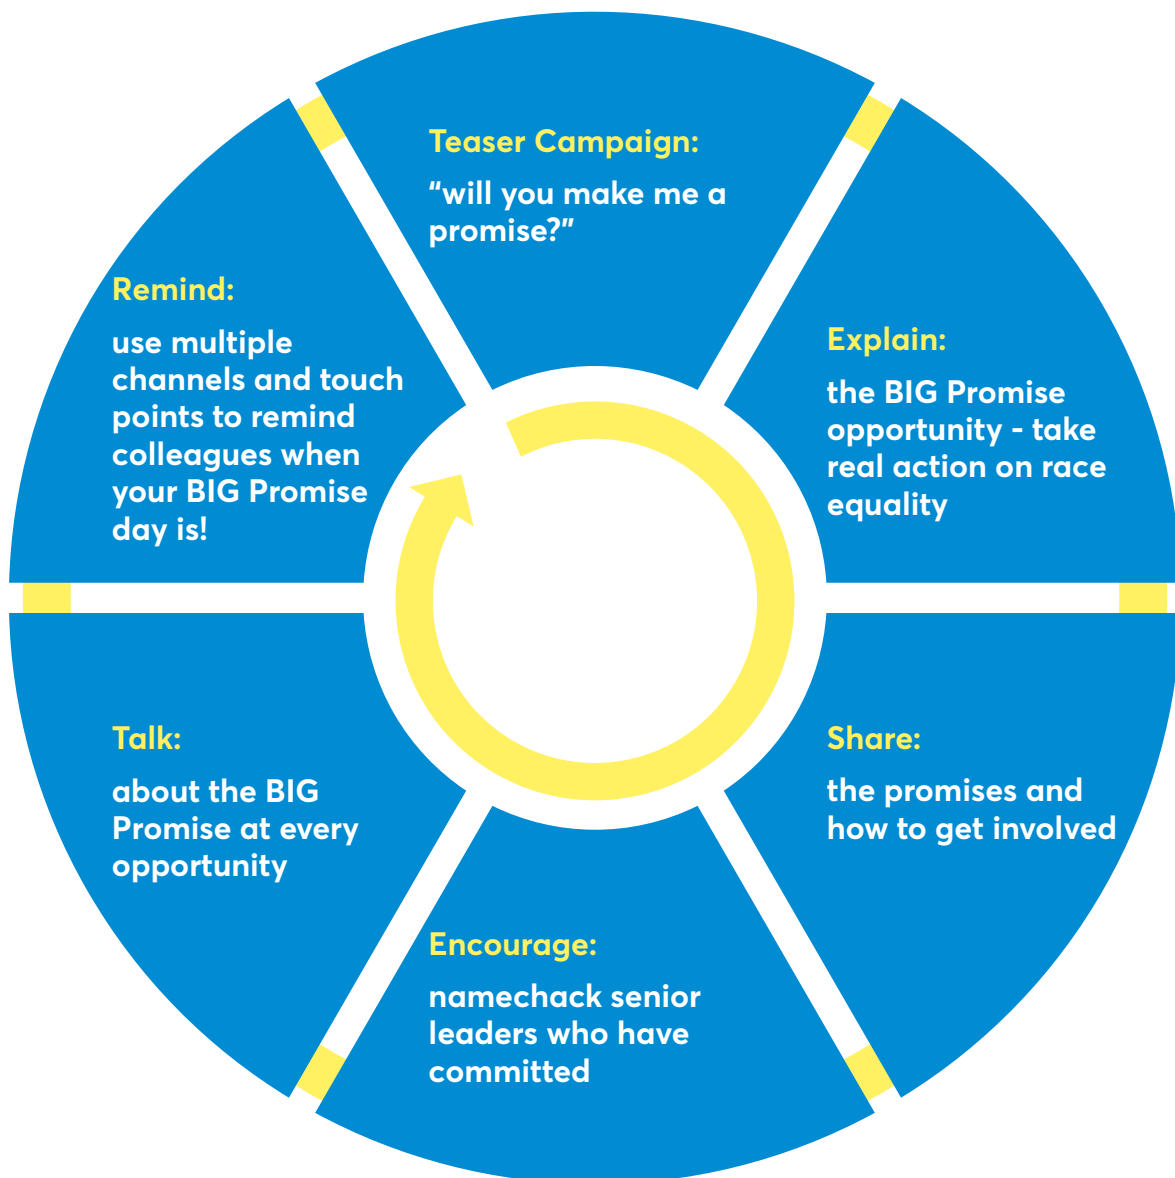 Teaser Campaign:
“will you make me a
promise?”
Explain:
the BIG Promise
opportunity - take
real action on race
equality
Share:
the promises and
how to get involved
Encourage:
namechack senior
leaders who have
committed
Talk:
about the BIG
Promise at every
opportunity
Remind:
use multiple
channels and touch
points to remind
colleagues when
your BIG Promise
day is!